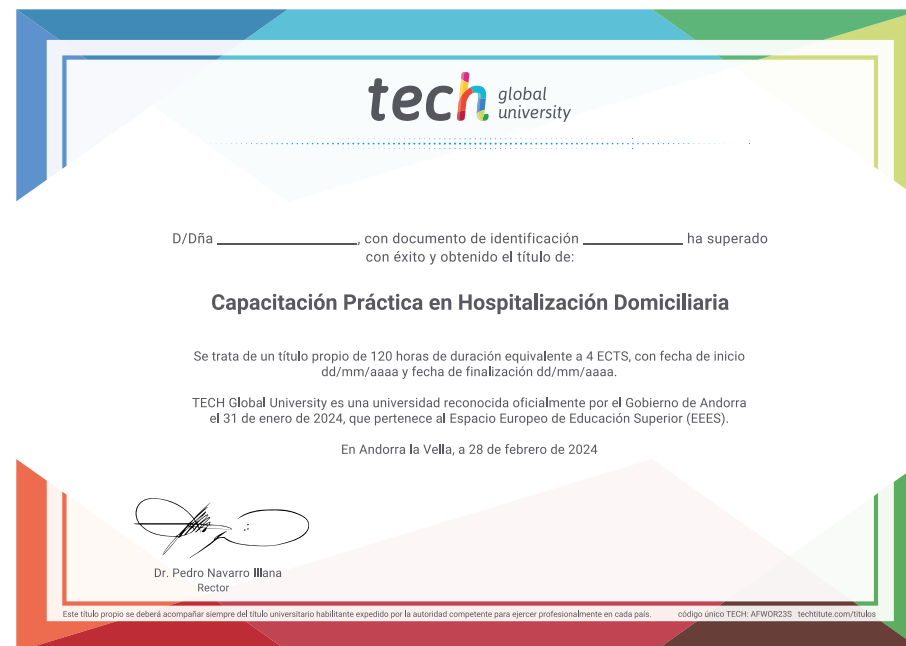 tech global university
D/Dña ____________, con documento de identificación ____________ ha superado
con éxito y obtenido el título de:
Capacitación Práctica en Hospitalización Domiciliaria
Se trata de un título propio de 120 horas de duración equivalente a 4 ECTS, con fecha de inicio
dd/mm/aaaa y fecha de finalización dd/mm/aaaa.
TECH Global University es una universidad reconocida oficialmente por el Gobierno de Andorra
el 31 de enero de 2024, que pertenece al Espacio Europeo de Educación Superior (EEES).
En Andorra la Vella, a 28 de febrero de 2024
Dr. Pedro Navarro Illana
Rector
Este título propio se deberá acompañar siempre del título universitario habilitante expedido por la autoridad competente para ejercer profesionalmente en cada país. código único TECH: AFWOR23S techtitute.com/titulos